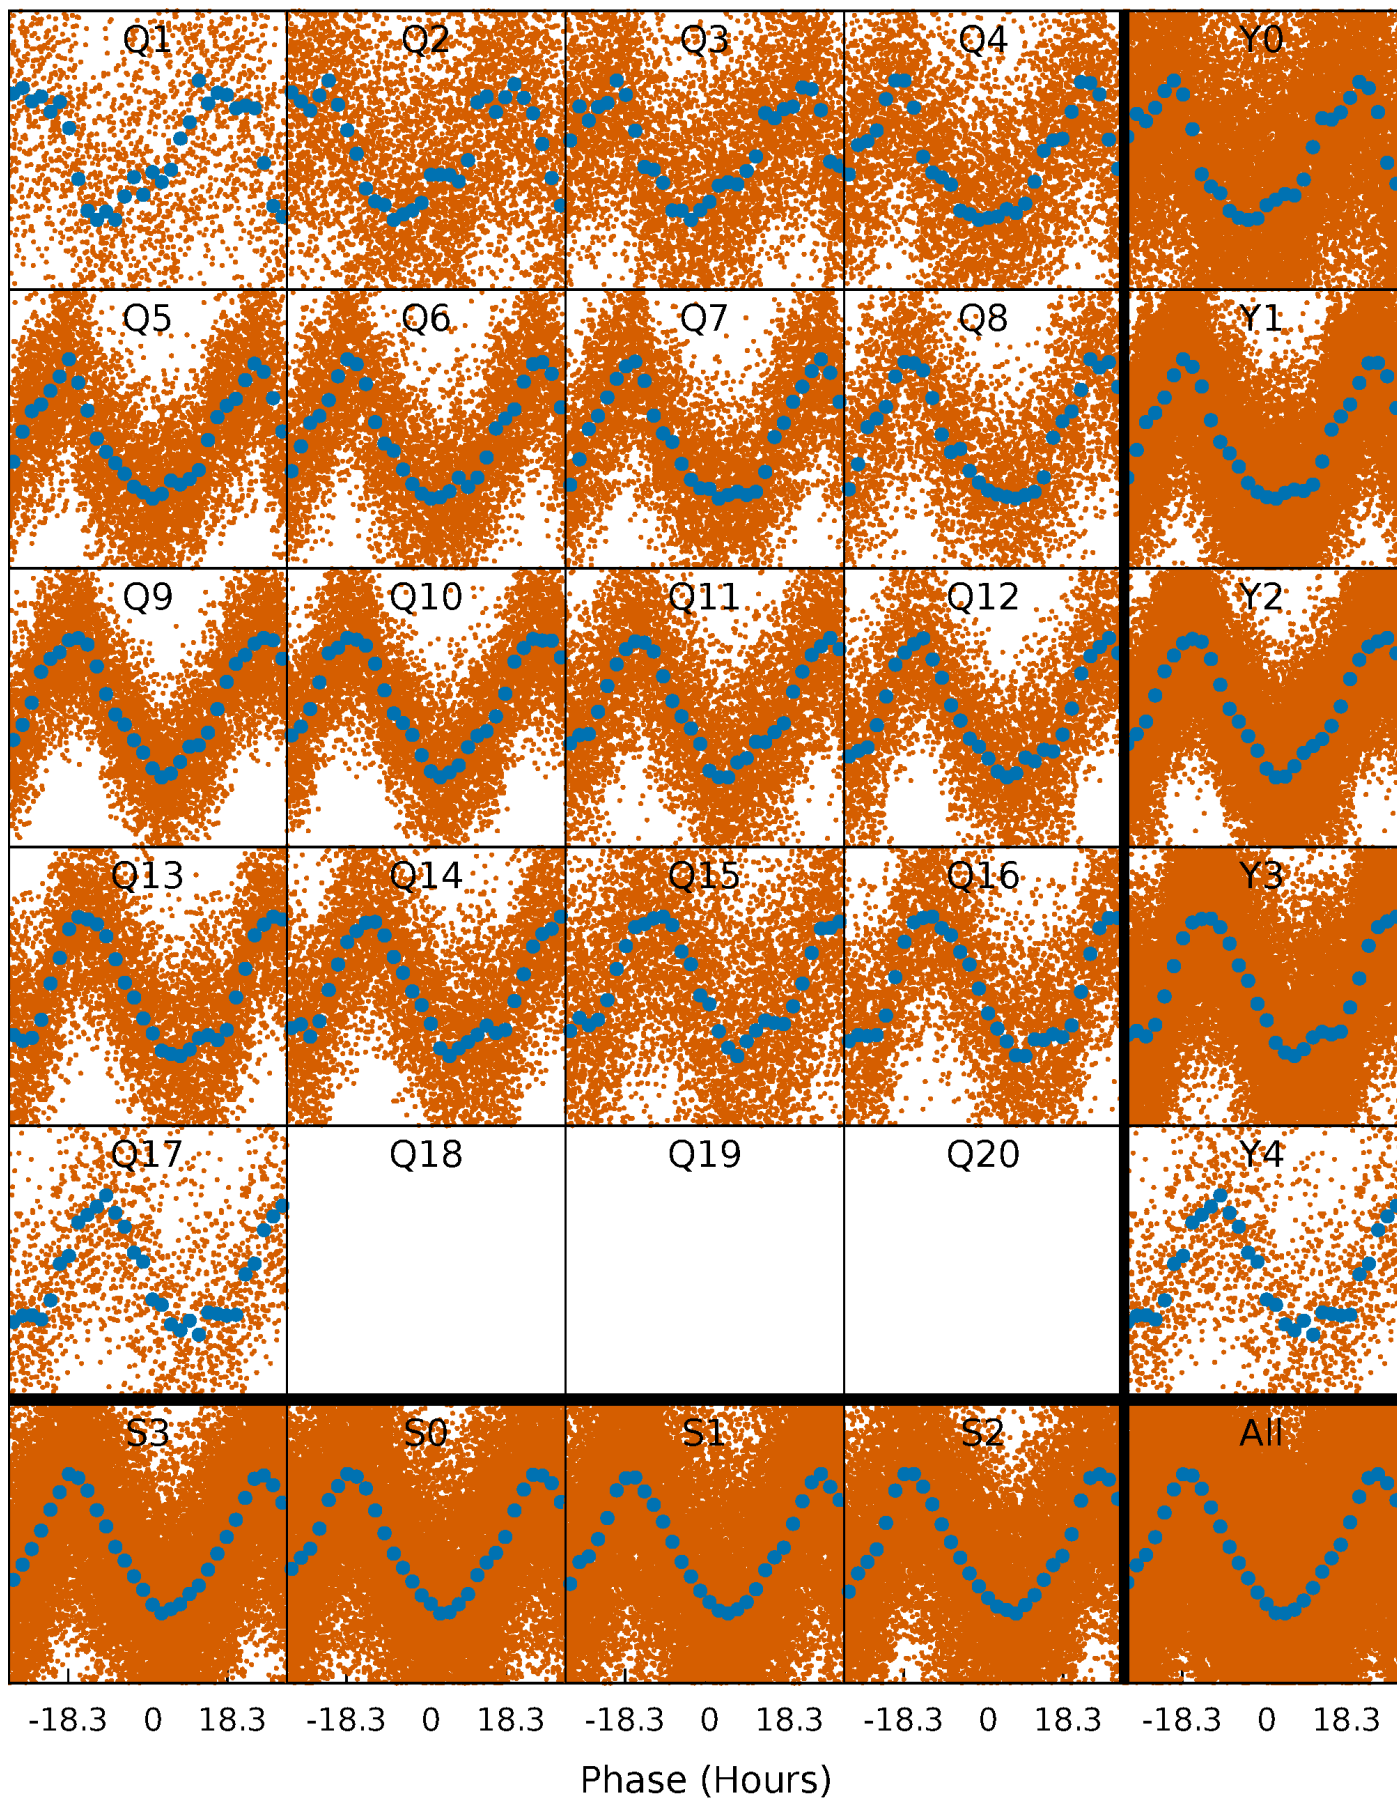 Q1 Q2 Q3 Q4 Y0
Q5 Q6 Q7 Q8 Y1
Q9 Q10 Q11 Q12 Y2
Q13 Q14 Q15 Q16 Y3
Q17 Q18 Q19 Q20 Y4
S3 S0 S1 S2 All
-18.3 0 18.3 -18.3 0 18.3 -18.3 0 18.3 -18.3 0 18.3 -18.3 0 18.3
Phase (Hours)